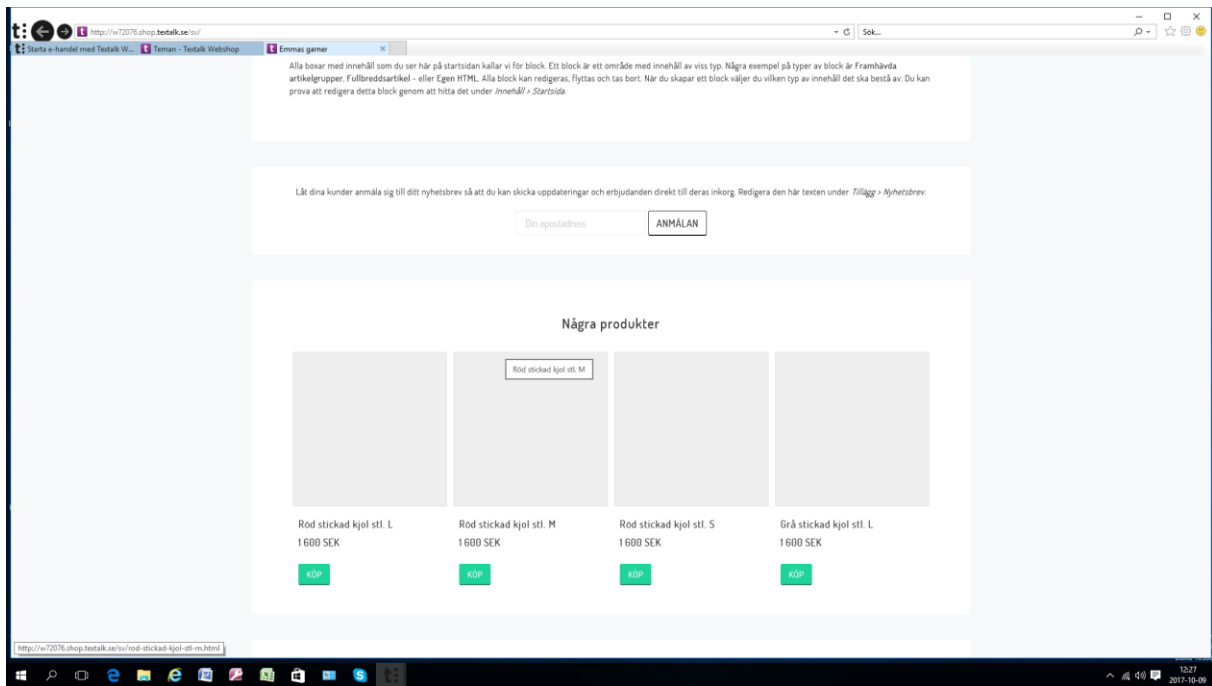 http://w72076.shop.textalk.se/sv/
Sök...
Starta e-handel med Textalk W...
Teman - Textalk Webshop
Emmas garner
Alla boxar med innehåll som du ser här på startsidan kallar vi för block. Ett block är ett område med innehåll av viss typ. Några exempel på typer av block är Framhävda
artikelgrupper, Fullbreddsartikel - eller Egen HTML. Alla block kan redigeras, flyttas och tas bort. När du skapar ett block väljer du vilken typ av innehåll det ska bestå av. Du kan
prova att redigera detta block genom att hitta det under Innehåll > Startsida.
Låt dina kunder anmäla sig till ditt nyhetsbrev så att du kan skicka uppdateringar och erbjudanden direkt till deras inkorg. Redigera den här texten under Tillägg > Nyhetsbrev.
Din epostadress
ANMÄLAN
Några produkter
Röd stickad kjol stl. M
Röd stickad kjol stl. L
1 600 SEK
KÖP
Röd stickad kjol stl. M
1 600 SEK
KÖP
Röd stickad kjol stl. S
1 600 SEK
KÖP
Grå stickad kjol stl. L
1 600 SEK
KÖP
http://w72076.shop.textalk.se/sv/rod-stickad-kjol-stl-m.html
12:27
2017-10-09